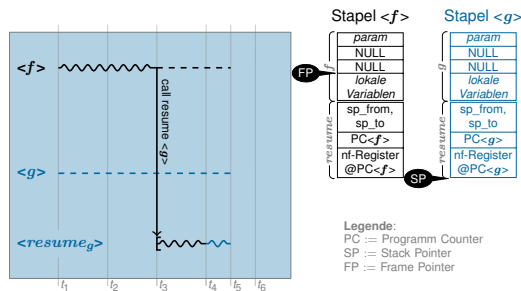 Stapel <f>
Stapel <g>
<f>
call resume <g>
<g>
<resume_g>
t1 t2 t3 t4 t5 t6
FP
f
param
NULL
NULL
lokale
Variablen
resume
sp_from,
sp_to
PC<f>
nf-Register
@PC<f>
SP
g
param
NULL
NULL
lokale
Variablen
resume
sp_from,
sp_to
PC<g>
nf-Register
@PC<g>
Legende:
PC := Programm Counter
SP := Stack Pointer
FP := Frame Pointer